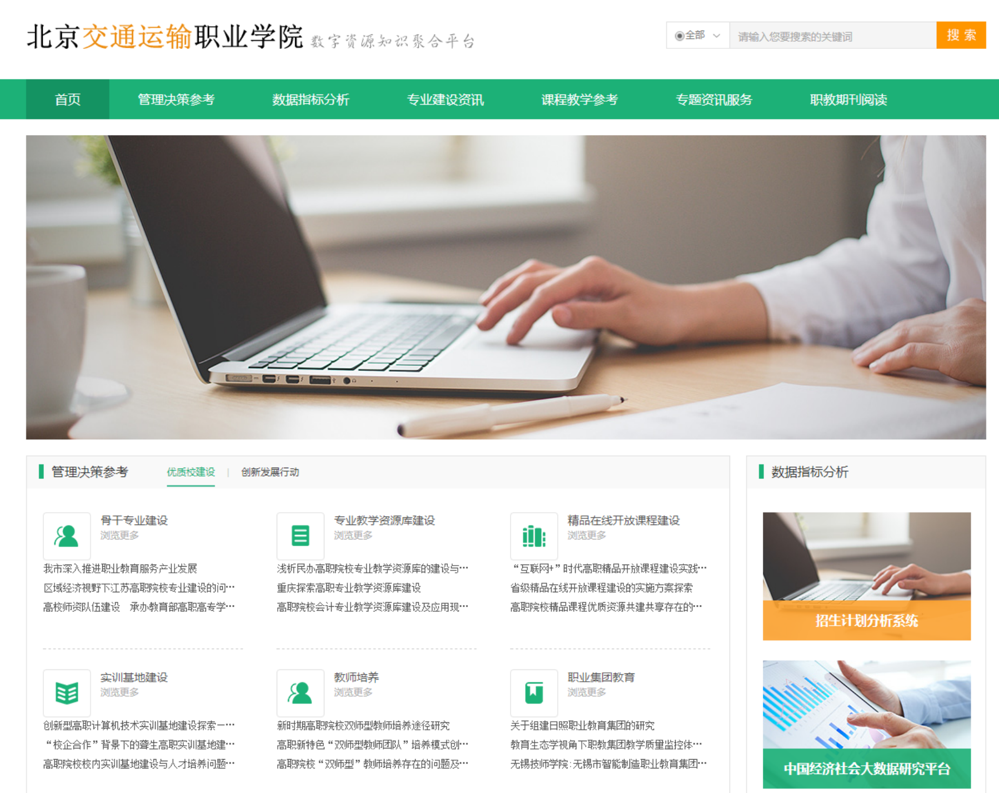 北京交通运输职业学院 数字资源知识聚合平台
全部 请输入您要搜索的关键词 搜 索
首页 管理决策参考 数据指标分析 专业建设资讯 课程教学参考 专题资讯服务 职教期刊阅读
管理决策参考 优质校建设 | 创新发展行动
骨干专业建设
浏览更多
我市深入推进职业教育服务产业发展
区域经济视野下江苏高职院校专业建设的问…
高校师资队伍建设　承办教育部高职高专学…
专业教学资源库建设
浏览更多
浅析民办高职院校专业教学资源库的建设与…
重庆探索高职专业教学资源库建设
高职院校会计专业教学资源库建设及应用现…
精品在线开放课程建设
浏览更多
“互联网+”时代高职精品开放课程建设实践…
省级精品在线开放课程建设的实施方案探索
高职院校精品课程优质资源共建共享存在的…
实训基地建设
浏览更多
创新型高职计算机技术实训基地建设探索—…
“校企合作”背景下的聋生高职实训基地建…
高职院校校内实训基地建设与人才培养问题…
教师培养
浏览更多
新时期高职院校双师型教师培养途径研究
高职新特色“双师型教师团队”培养模式创…
高职院校“双师型”教师培养存在的问题及…
职业集团教育
浏览更多
关于组建日照职业教育集团的研究
教育生态学视角下职教集团教学质量监控体…
无锡技师学院:无锡市智能制造职业教育集团…
数据指标分析
招生计划分析系统
中国经济社会大数据研究平台